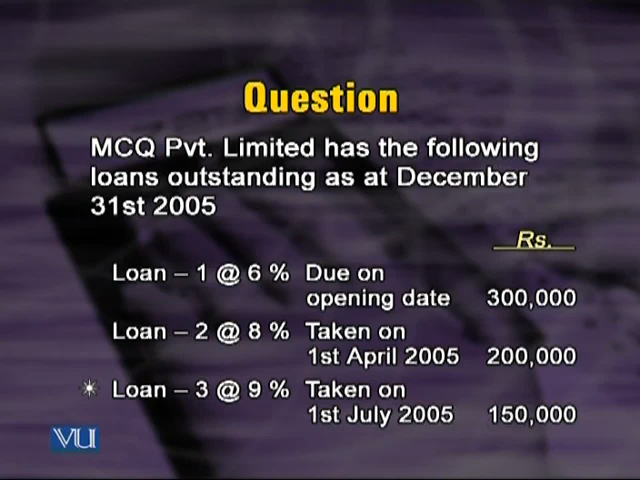 Question
MCQ Pvt. Limited has the following
loans outstanding as at December
31st 2005
Rs.
Loan – 1 @ 6 % Due on
opening date 300,000
Loan – 2 @ 8 % Taken on
1st April 2005 200,000
Loan – 3 @ 9 % Taken on
1st July 2005 150,000
VU